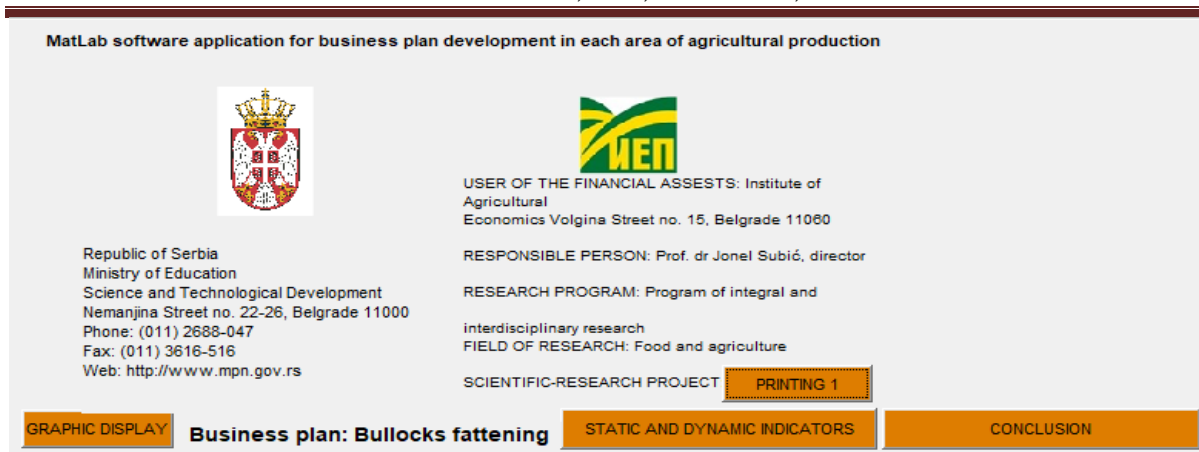 MatLab software application for business plan development in each area of agricultural production
ИЕП
USER OF THE FINANCIAL ASSESTS: Institute of
Agricultural
Economics Volgina Street no. 15, Belgrade 11060
RESPONSIBLE PERSON: Prof. dr Jonel Subić, director
RESEARCH PROGRAM: Program of integral and
interdisciplinary research
FIELD OF RESEARCH: Food and agriculture
SCIENTIFIC-RESEARCH PROJECT
PRINTING 1
Republic of Serbia
Ministry of Education
Science and Technological Development
Nemanjina Street no. 22-26, Belgrade 11000
Phone: (011) 2688-047
Fax: (011) 3616-516
Web: http://www.mpn.gov.rs
GRAPHIC DISPLAY
Business plan: Bullocks fattening
STATIC AND DYNAMIC INDICATORS
CONCLUSION